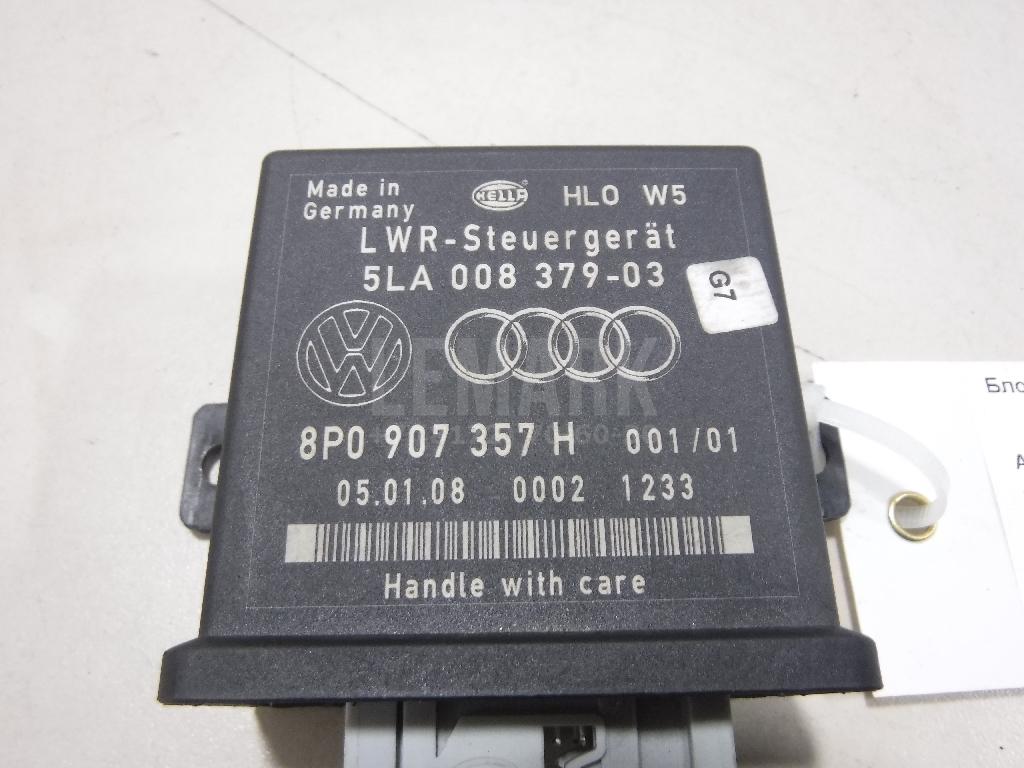 Made in
Germany
HELLA
HLO W5
LWR-Steuergerät
5LA 008 379-03
G7
LEMARK
8P0 907 357 H 001/01
05.01.08 0002 1233
Handle with care
Бло
А